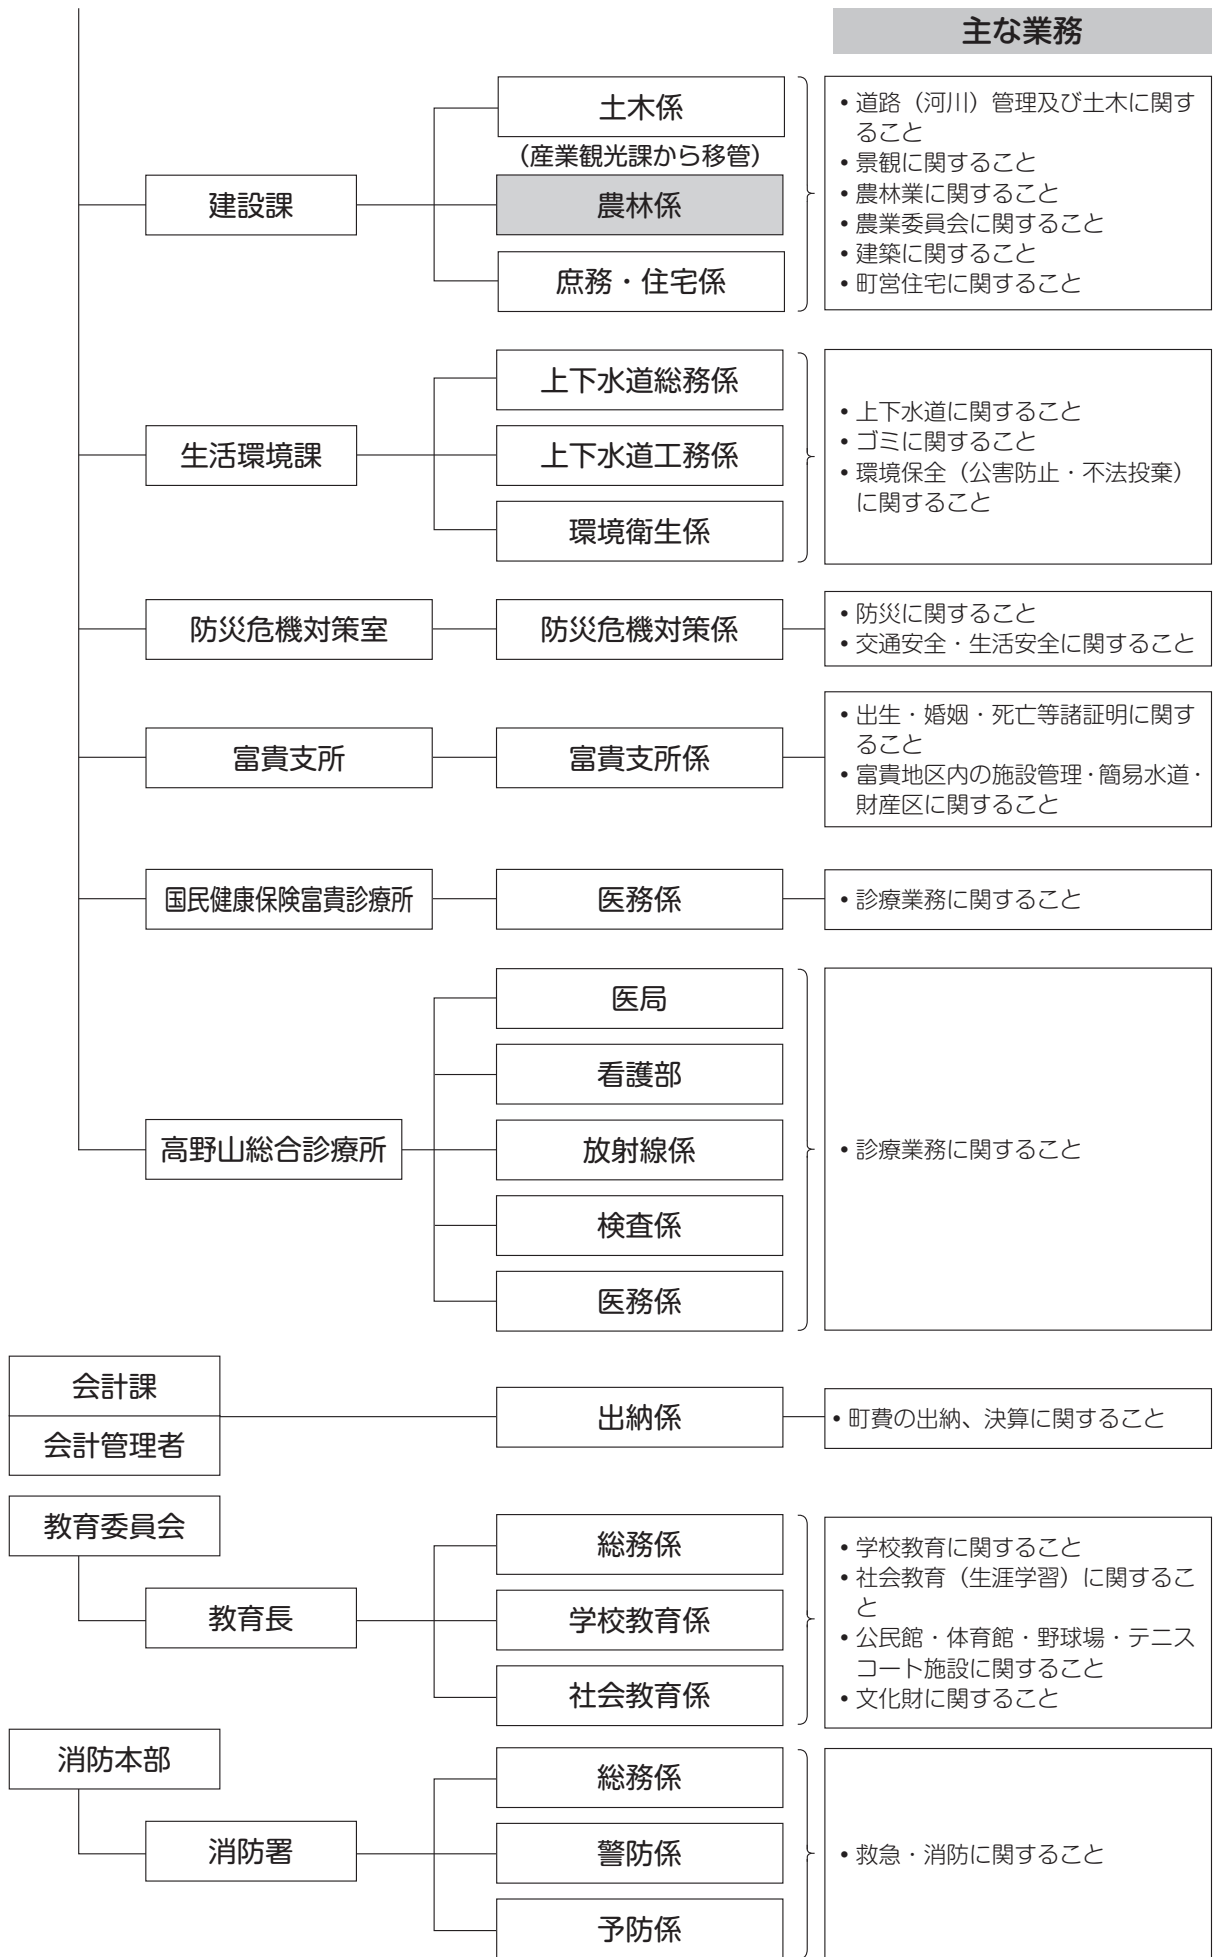 主な業務
建設課
土木係
（産業観光課から移管）
農林係
庶務・住宅係
• 道路（河川）管理及び土木に関す
ること
• 景観に関すること
• 農林業に関すること
• 農業委員会に関すること
• 建築に関すること
• 町営住宅に関すること
生活環境課
上下水道総務係
上下水道工務係
環境衛生係
• 上下水道に関すること
• ゴミに関すること
• 環境保全（公害防止・不法投棄）
に関すること
防災危機対策室
防災危機対策係
• 防災に関すること
• 交通安全・生活安全に関すること
富貴支所
富貴支所係
• 出生・婚姻・死亡等諸証明に関す
ること
• 富貴地区内の施設管理・簡易水道・
財産区に関すること
国民健康保険富貴診療所
医務係
• 診療業務に関すること
高野山総合診療所
医局
看護部
放射線係
検査係
医務係
• 診療業務に関すること
会計課
会計管理者
出納係
• 町費の出納、決算に関すること
教育委員会
教育長
総務係
学校教育係
社会教育係
• 学校教育に関すること
• 社会教育（生涯学習）に関するこ
と
• 公民館・体育館・野球場・テニス
コート施設に関すること
• 文化財に関すること
消防本部
消防署
総務係
警防係
予防係
• 救急・消防に関すること